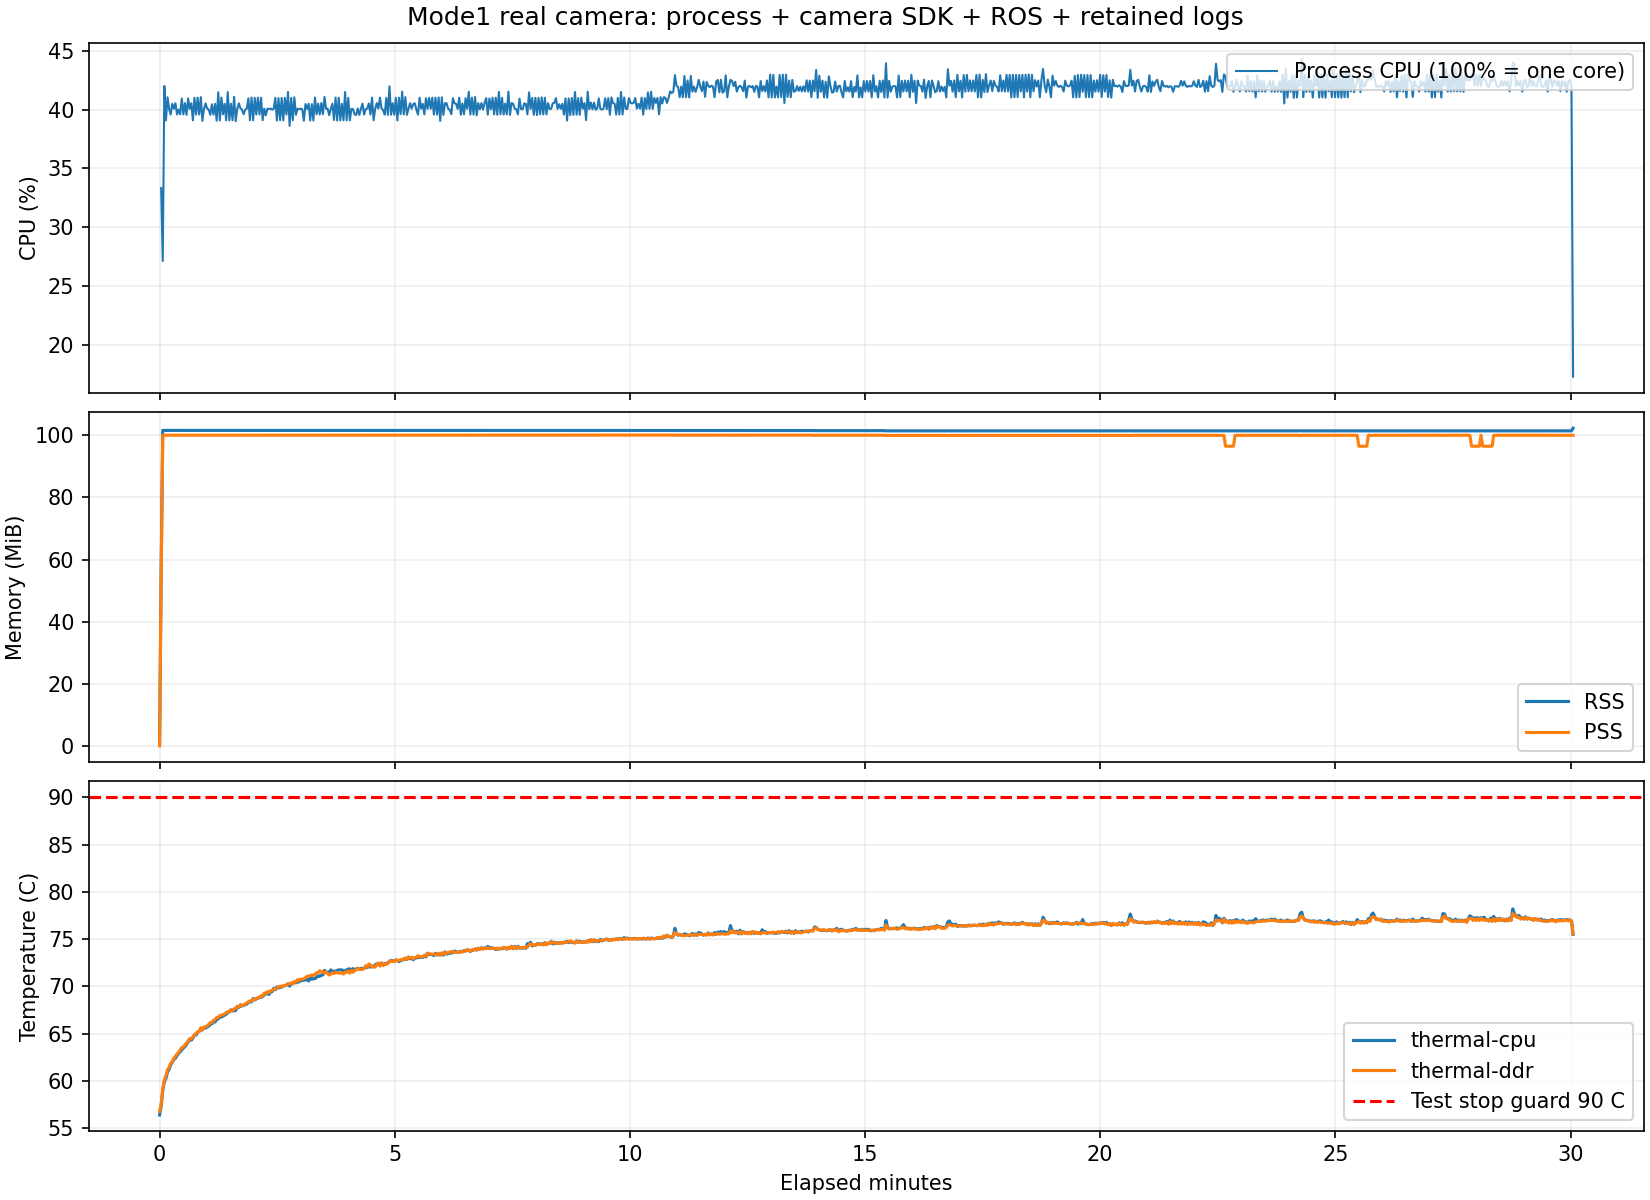 Mode1 real camera: process + camera SDK + ROS + retained logs
45
40
35
30
25
20
CPU (%)
Process CPU (100% = one core)
100
80
60
40
20
0
Memory (MiB)
RSS
PSS
90
85
80
75
70
65
60
55
Temperature (C)
thermal-cpu
thermal-ddr
Test stop guard 90 C
0 5 10 15 20 25 30
Elapsed minutes